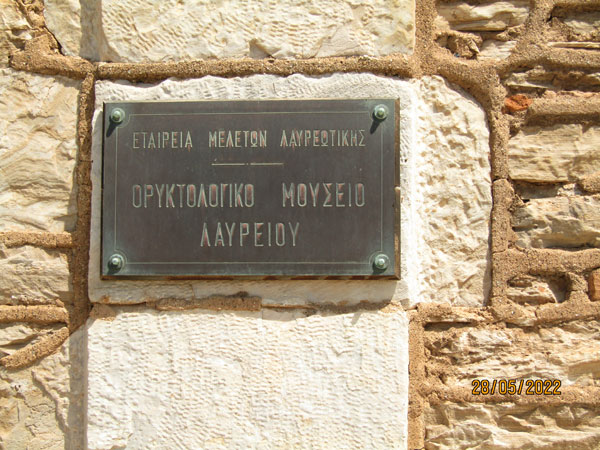 ΕΤΑΙΡΕΙΑ ΜΕΛΕΤΩΝ ΛΑΥΡΕΩΤΙΚΗΣ
ΟΡΥΚΤΟΛΟΓΙΚΟ ΜΟΥΣΕΙΟ
ΛΑΥΡΕΙΟΥ
28/05/2022